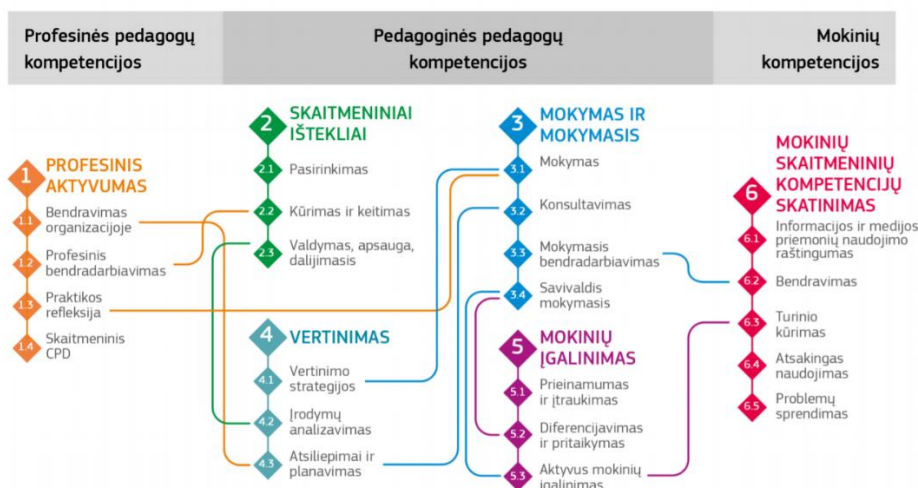 Profesinės pedagogų
kompetencijos
Pedagoginės pedagogų
kompetencijos
Mokinių
kompetencijos
1
PROFESINIS
AKTYVUMAS
1.1
Bendravimas
organizacijoje
1.2
Profesinis
bendradarbiavimas
1.3
Praktikos
refleksija
1.4
Skaitmeninis
CPD
2
SKAITMENINIAI
IŠTEKLIAI
2.1
Pasirinkimas
2.2
Kūrimas ir keitimas
2.3
Valdymas, apsauga,
dalijimasis
4
VERTINIMAS
4.1
Vertinimo
strategijos
4.2
Įrodymų
analizavimas
4.3
Atsiliepimai ir
planavimas
3
MOKYMAS IR
MOKYMASIS
3.1
Mokymas
3.2
Konsultavimas
3.3
Mokymasis
bendradarbiavimas
3.4
Savivaldis
mokymasis
5
MOKINIŲ
ĮGALINIMAS
5.1
Prieinamumas
ir įtraukimas
5.2
Diferencijavimas
ir pritaikymas
5.3
Aktyvus mokinių
įgalinimas
6
MOKINIŲ
SKAITMENINIŲ
KOMPETENCIJŲ
SKATINIMAS
6.1
Informacijos ir medijos
priemonių naudojimo
raštingumas
6.2
Bendravimas
6.3
Turinio
kūrimas
6.4
Atsakingas
naudojimas
6.5
Problemų
sprendimas